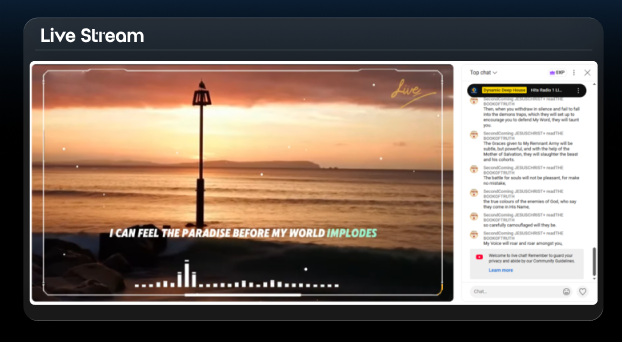 Live Stream
Live
I CAN FEEL THE PARADISE BEFORE MY WORLD IMPLODES
Top chat
XP
Dynamic Deep House
Hits Radio 1 Li...
SecondComing.JESUSCHRIST> readTHE
BOOKOFTRUTH
Then, when you withdraw in silence and fail to fall
into the demons traps, which they will set up to
encourage you to defend My Word, they will taunt
you.
SecondComing.JESUSCHRIST> readTHE
BOOKOFTRUTH
The Graces given to My Remnant Army will be
subtle, but powerful, and with the help of the
Mother of Salvation, they will slaughter the beast
and his cohorts.
SecondComing.JESUSCHRIST> readTHE
BOOKOFTRUTH
The battle for souls will not be pleasant, for make
no mistake,
SecondComing.JESUSCHRIST> readTHE
BOOKOFTRUTH
the true colours of the enemies of God, who say
they come in His Name,
SecondComing.JESUSCHRIST> readTHE
BOOKOFTRUTH
so carefully camouflaged will they be.
SecondComing.JESUSCHRIST> readTHE
BOOKOFTRUTH
My Voice will roar and roar amongst you,
Welcome to live chat! Remember to guard your
privacy and abide by our Community Guidelines.
Learn more
Chat...